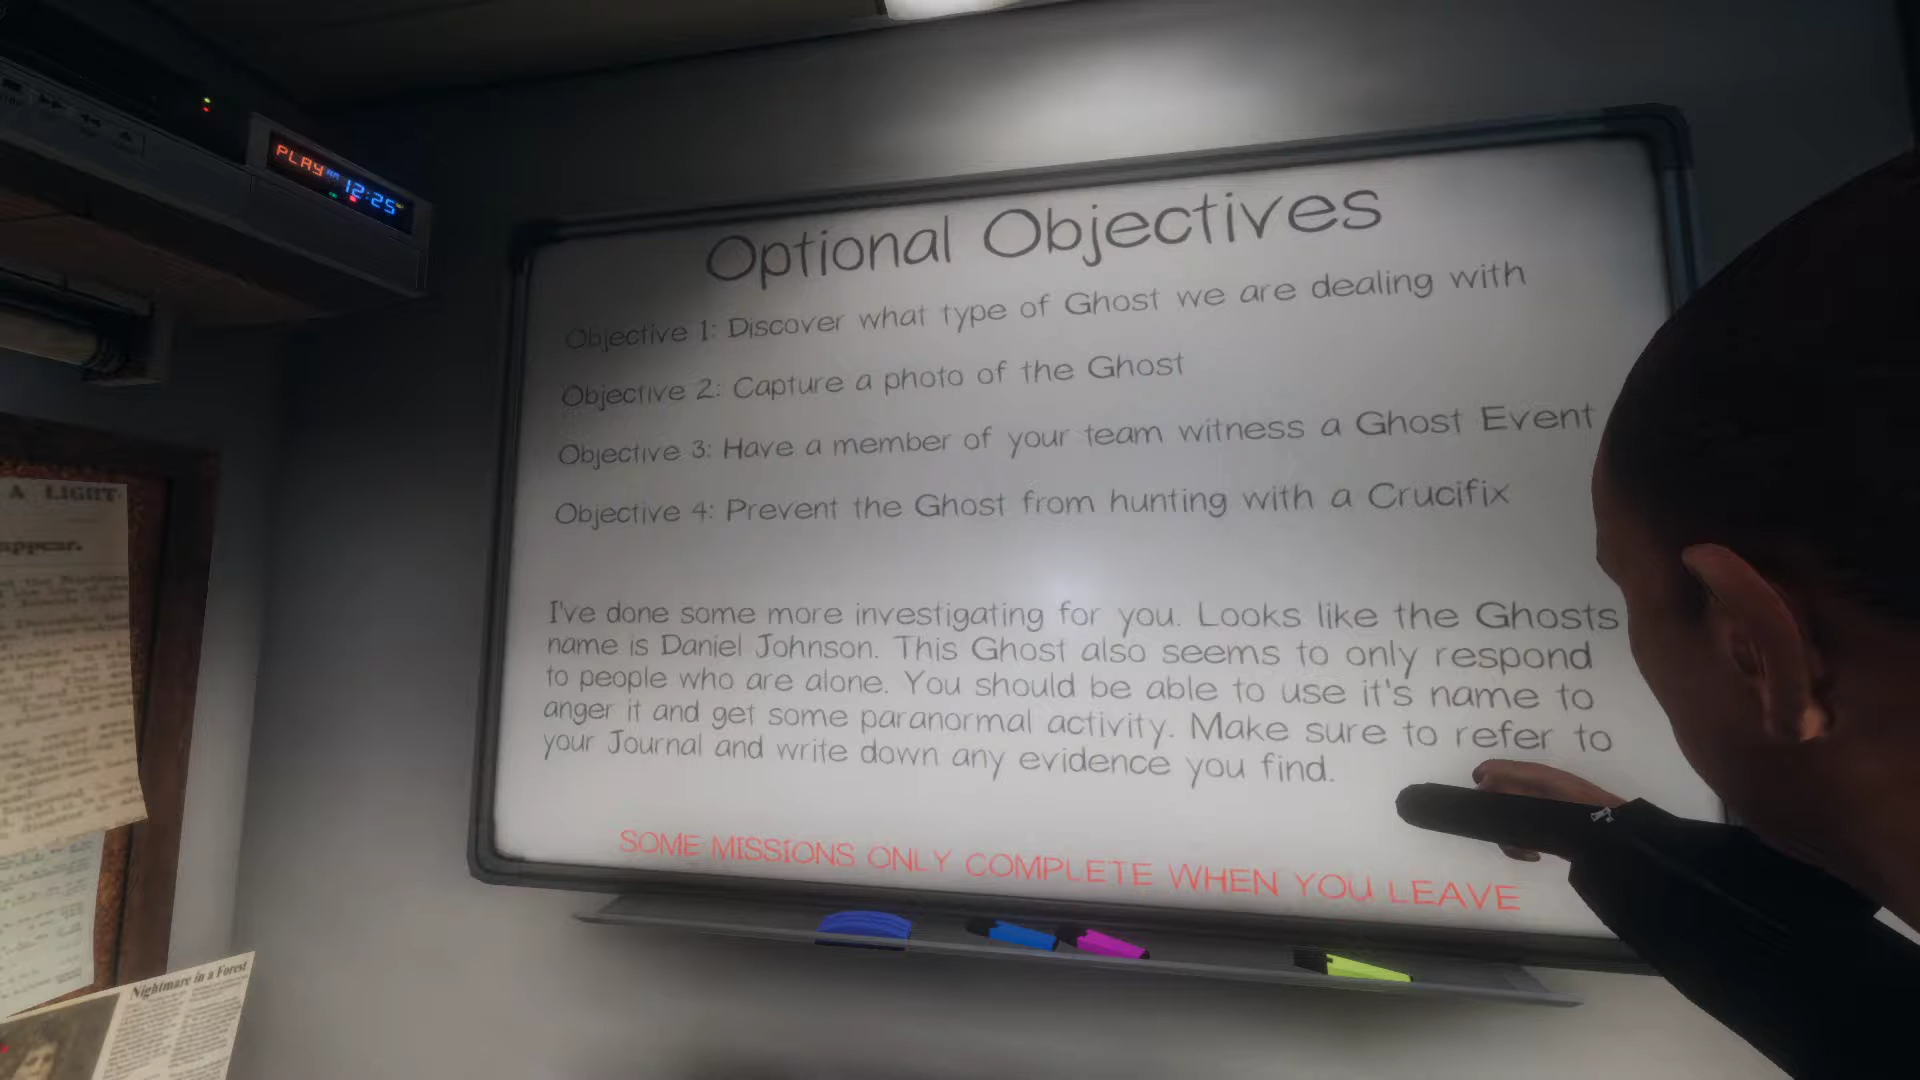 PLAY 12:25
Optional Objectives
Objective 1: Discover what type of Ghost we are dealing with
Objective 2: Capture a photo of the Ghost
Objective 3: Have a member of your team witness a Ghost Event
Objective 4: Prevent the Ghost from hunting with a Crucifix
I've done some more investigating for you. Looks like the Ghosts
name is Daniel Johnson. This Ghost also seems to only respond
to people who are alone. You should be able to use it's name to
anger it and get some paranormal activity. Make sure to refer to
your Journal and write down any evidence you find.
SOME MISSIONS ONLY COMPLETE WHEN YOU LEAVE
A LIGHT-
appear.
Nightmare in a Forest